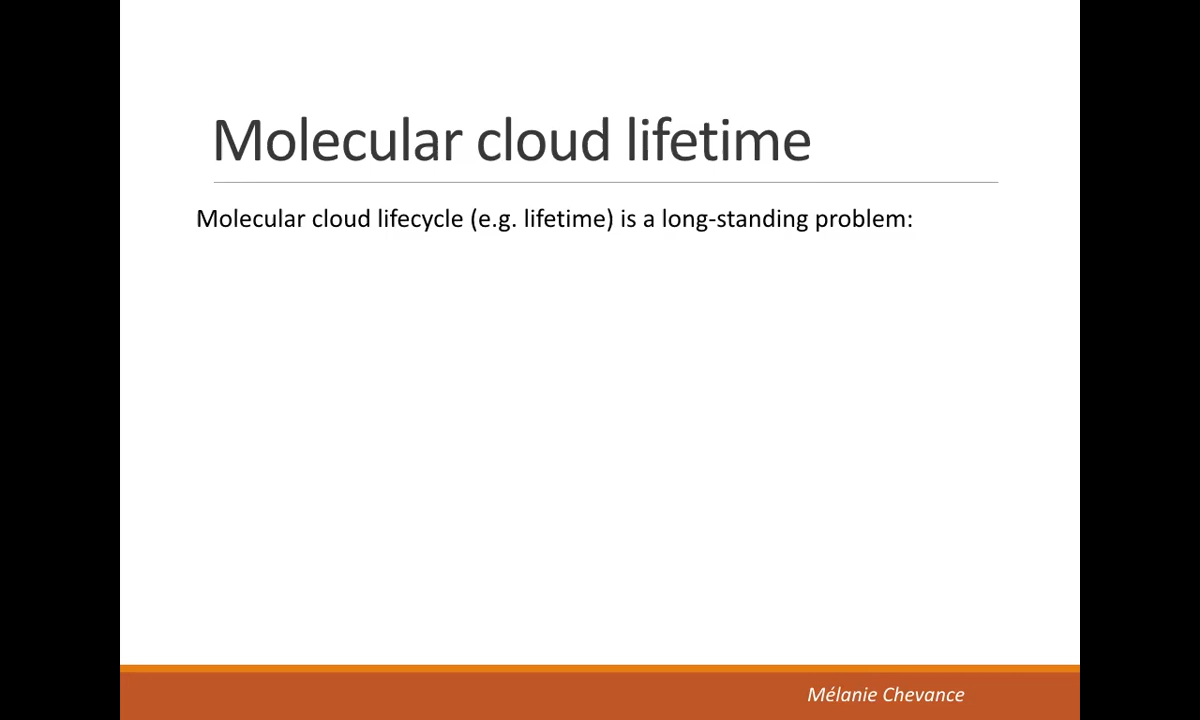 Molecular cloud lifetime
Molecular cloud lifecycle (e.g. lifetime) is a long-standing problem:
Mélanie Chevance